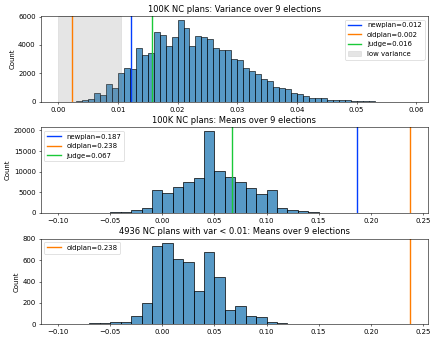 100K NC plans: Variance over 9 elections
Count
6000
4000
2000
0
newplan=0.012
oldplan=0.002
judge=0.016
low variance
0.00 0.01 0.02 0.03 0.04 0.05 0.06
100K NC plans: Means over 9 elections
Count
20000
15000
10000
5000
0
newplan=0.187
oldplan=0.238
judge=0.067
−0.10 −0.05 0.00 0.05 0.10 0.15 0.20 0.25
4936 NC plans with var < 0.01: Means over 9 elections
Count
800
600
400
200
0
oldplan=0.238
−0.10 −0.05 0.00 0.05 0.10 0.15 0.20 0.25